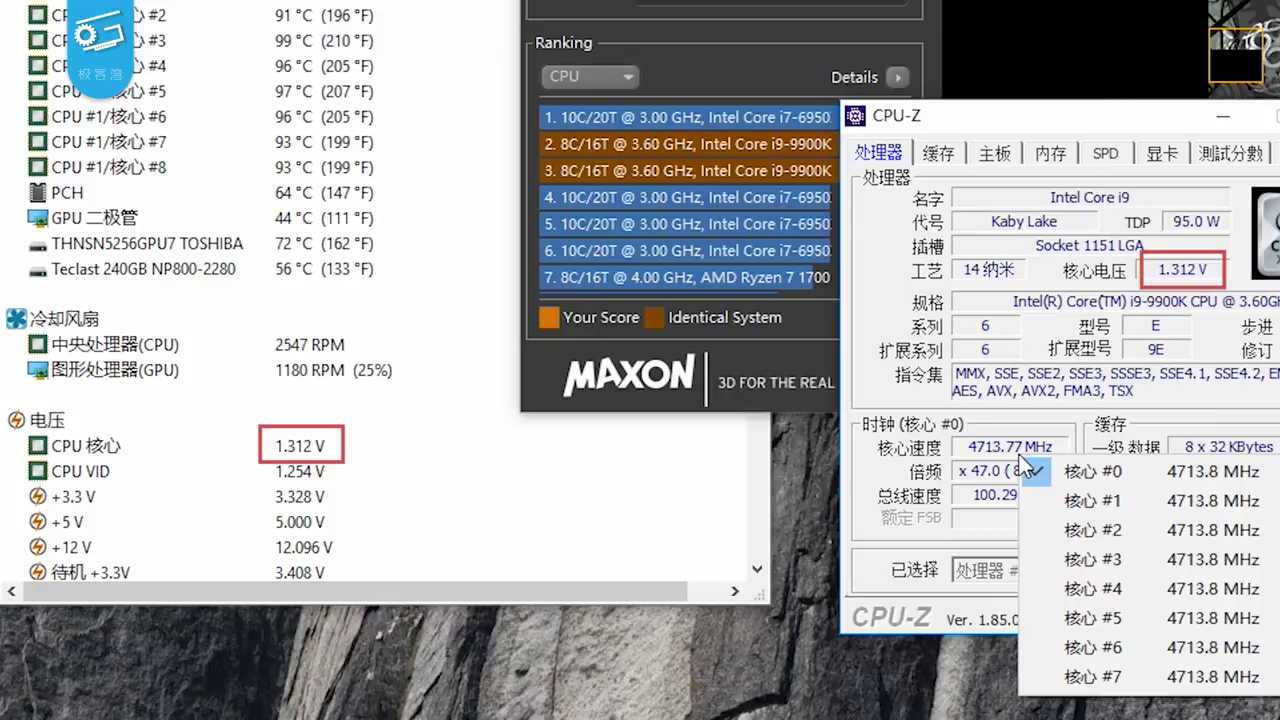 #2 91 °C (196 °F)
#3 99 °C (210 °F)
#4 96 °C (205 °F)
#5 97 °C (207 °F)
极客湾
CPU #1/核心 #6 96 °C (205 °F)
CPU #1/核心 #7 93 °C (199 °F)
CPU #1/核心 #8 93 °C (199 °F)
PCH 64 °C (147 °F)
GPU 二极管 44 °C (111 °F)
THNSN5256GPU7 TOSHIBA 72 °C (162 °F)
Teclast 240GB NP800-2280 56 °C (133 °F)
冷却风扇
中央处理器(CPU) 2547 RPM
图形处理器(GPU) 1180 RPM (25%)
电压
CPU 核心 1.312 V
CPU VID 1.254 V
+3.3 V 3.328 V
+5 V 5.000 V
+12 V 12.096 V
待机 +3.3V 3.408 V
Ranking
CPU Details
1. 10C/20T @ 3.00 GHz, Intel Core i7-6950
2. 8C/16T @ 3.60 GHz, Intel Core i9-9900K
3. 8C/16T @ 3.60 GHz, Intel Core i9-9900K
4. 10C/20T @ 3.00 GHz, Intel Core i7-6950
5. 10C/20T @ 3.00 GHz, Intel Core i7-6950
6. 10C/20T @ 3.00 GHz, Intel Core i7-6950
7. 8C/16T @ 4.00 GHz, AMD Ryzen 7 1700
Your Score Identical System
MAXON 3D FOR THE REAL
CPU-Z
处理器 缓存 主板 内存 SPD 显卡 测试分数
处理器
名字 Intel Core i9
代号 Kaby Lake TDP 95.0 W
插槽 Socket 1151 LGA
工艺 14 纳米 核心电压 1.312 V
规格 Intel(R) Core(TM) i9-9900K CPU @ 3.60G
系列 6 型号 E 步进
扩展系列 6 扩展型号 9E 修订
指令集 MMX, SSE, SSE2, SSE3, SSSE3, SSE4.1, SSE4.2,
AES, AVX, AVX2, FMA3, TSX
时钟 (核心 #0) 缓存
核心速度 4713.77 MHz 一级 数据 8 x 32 KBytes
倍频 x 47.0 ( 8
总线速度 100.29
额定 FSB
已选择 处理器 #
CPU-Z Ver. 1.85.0
核心 #0 4713.8 MHz
核心 #1 4713.8 MHz
核心 #2 4713.8 MHz
核心 #3 4713.8 MHz
核心 #4 4713.8 MHz
核心 #5 4713.8 MHz
核心 #6 4713.8 MHz
核心 #7 4713.8 MHz